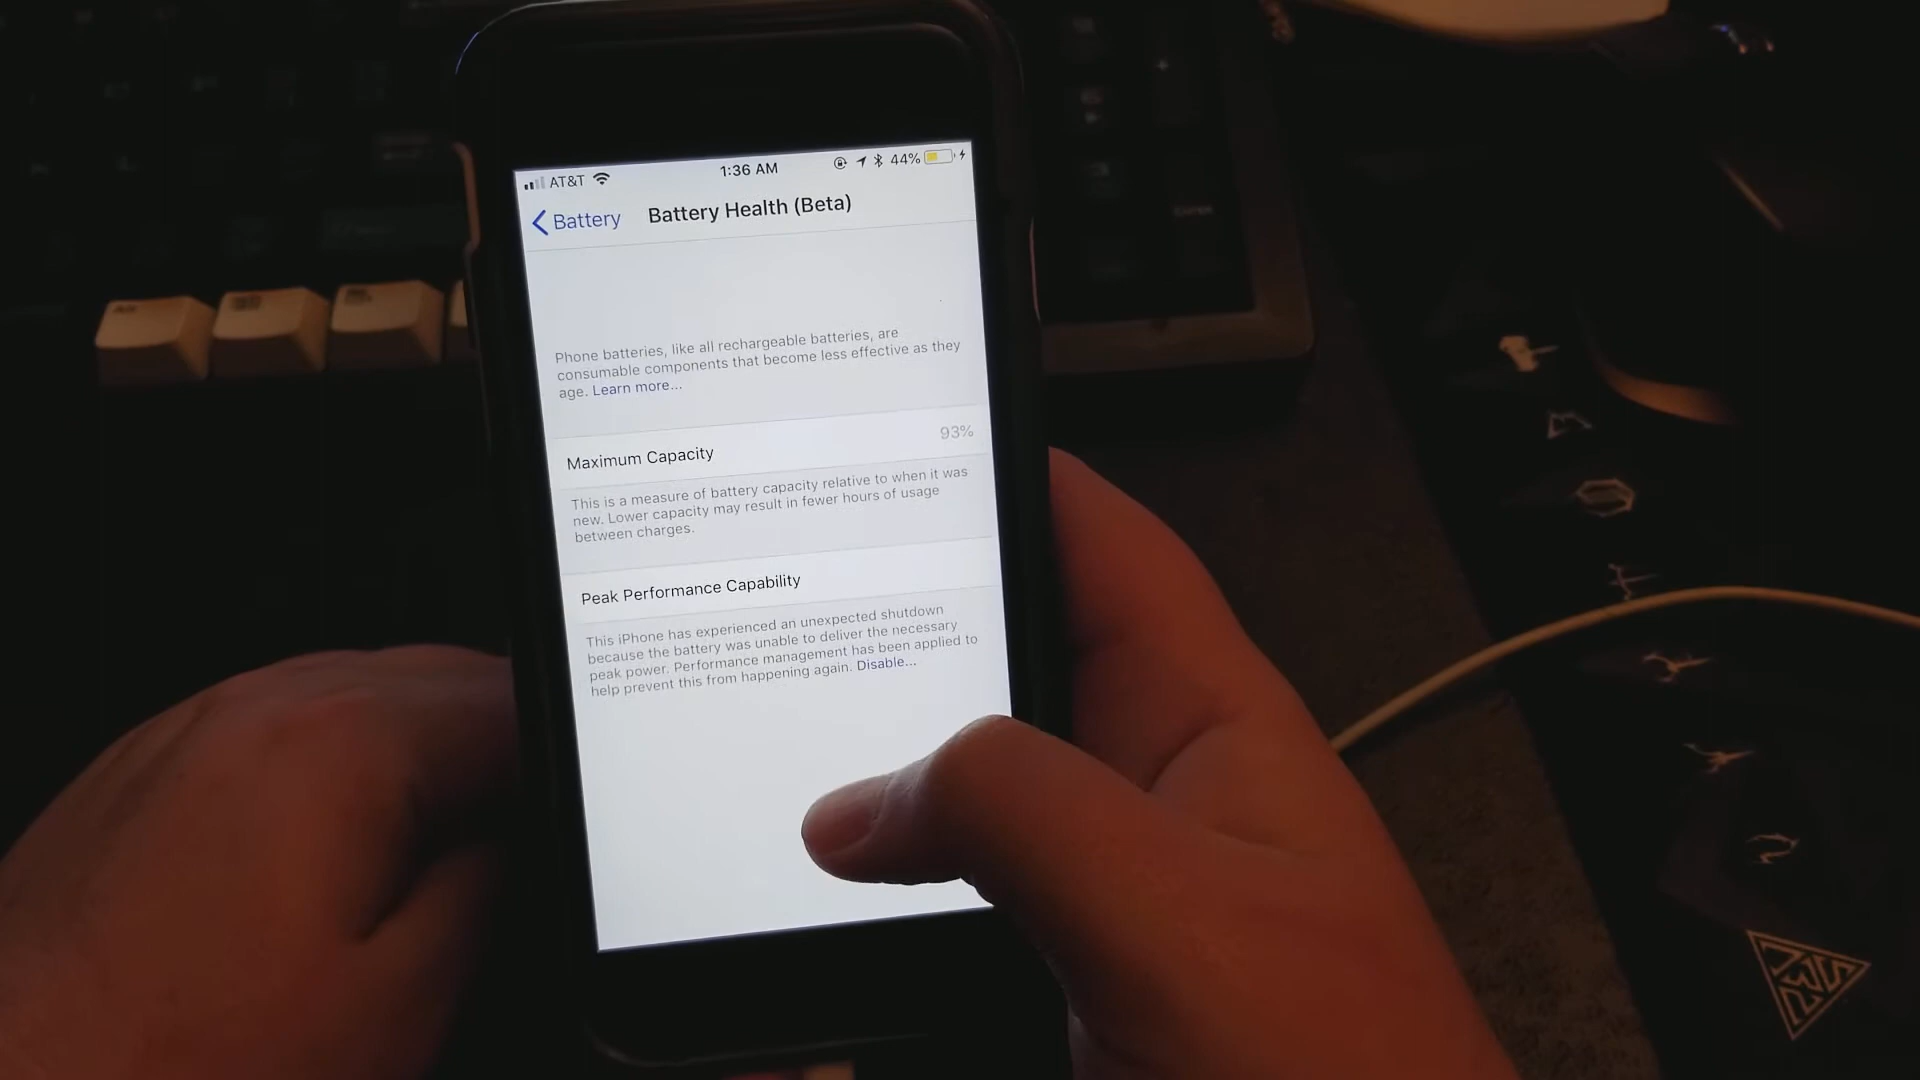 AT&T 1:36 AM 44%
Battery Battery Health (Beta)
Phone batteries, like all rechargeable batteries, are
consumable components that become less effective as they
age. Learn more...
Maximum Capacity 93%
This is a measure of battery capacity relative to when it was
new. Lower capacity may result in fewer hours of usage
between charges.
Peak Performance Capability
This iPhone has experienced an unexpected shutdown
because the battery was unable to deliver the necessary
peak power. Performance management has been applied to
help prevent this from happening again. Disable...